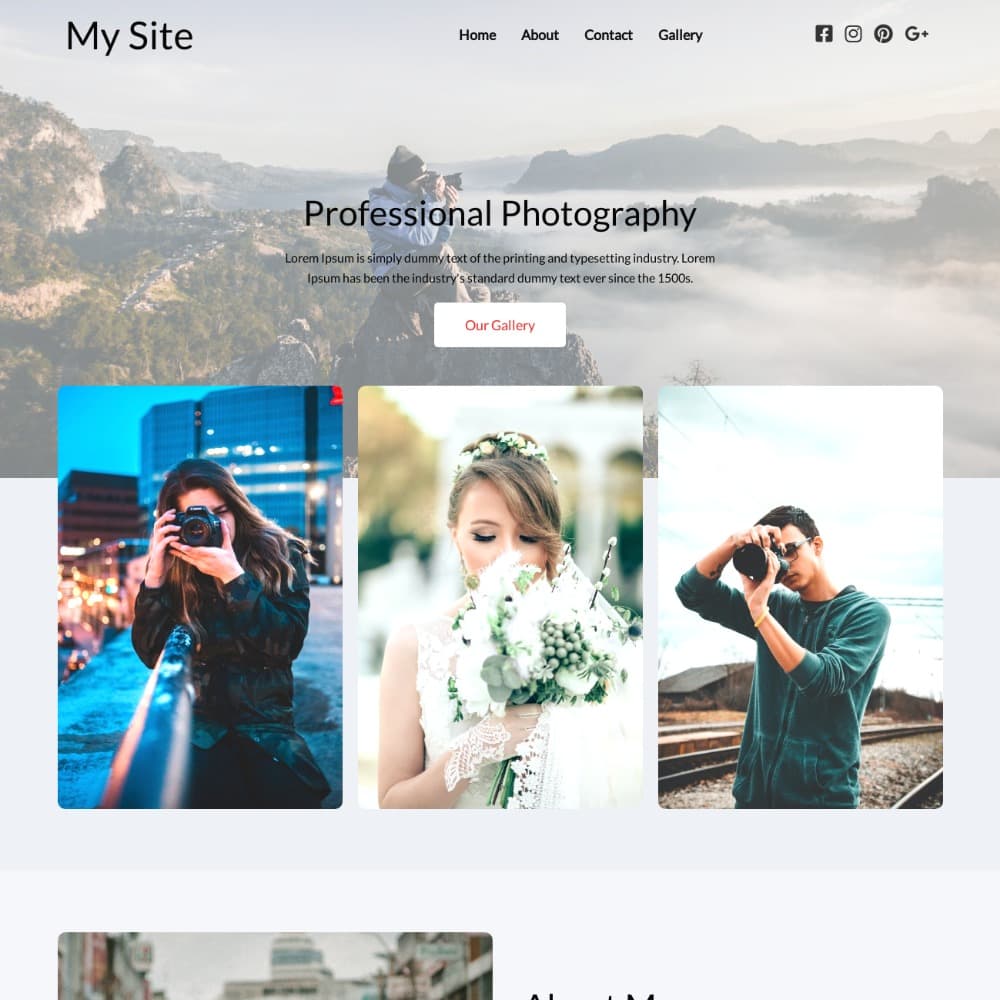 My Site
Home About Contact Gallery
Professional Photography
Lorem Ipsum is simply dummy text of the printing and typesetting industry. Lorem
Ipsum has been the industry's standard dummy text ever since the 1500s.
Our Gallery
About